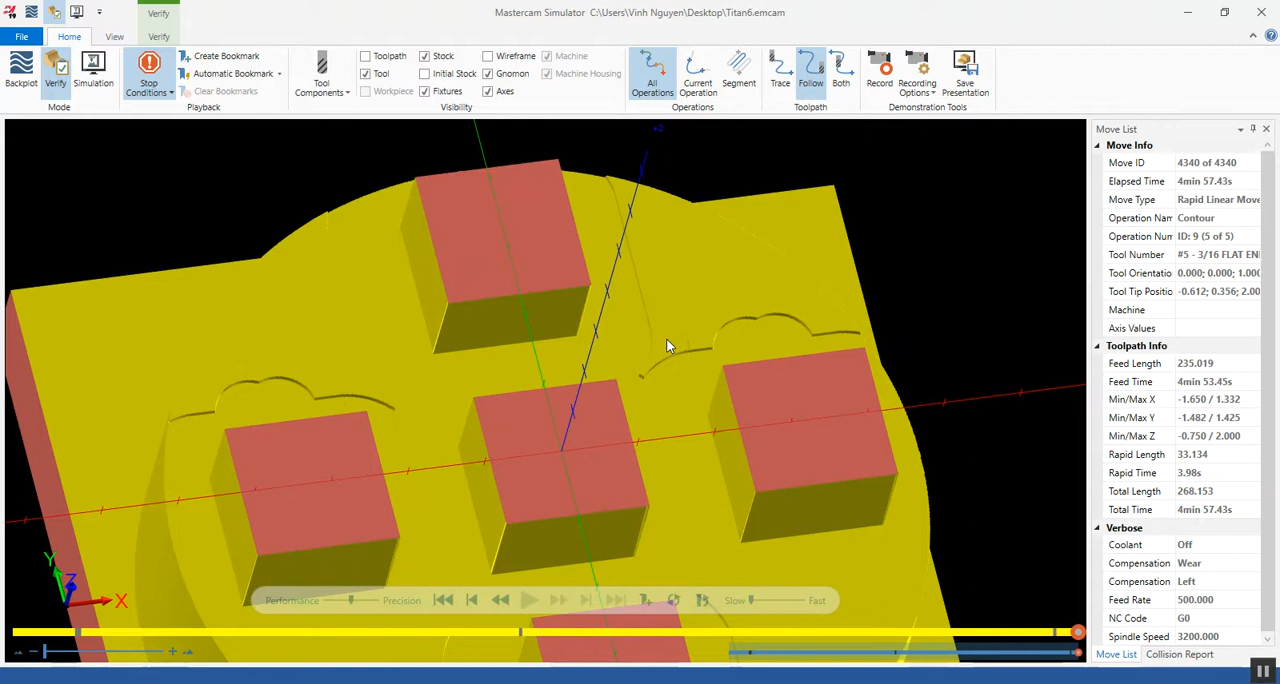 Verify
Mastercam Simulator C:\Users\Vinh Nguyen\Desktop\Titan6.emcam
File
Home
View
Verify
Backplot
Verify
Simulation
Mode
Stop Conditions
Create Bookmark
Automatic Bookmark
Clear Bookmarks
Playback
Tool Components
Toolpath
Tool
Workpiece
Stock
Initial Stock
Fixtures
Wireframe
Gnomon
Axes
Machine
Machine Housing
Visibility
All Operations
Current Operation
Segment
Operations
Trace
Follow
Both
Toolpath
Record
Recording Options
Save Presentation
Demonstration Tools
Move List
Move Info
Move ID 4340 of 4340
Elapsed Time 4min 57.43s
Move Type Rapid Linear Move
Operation Nam Contour
Operation Num ID: 9 (5 of 5)
Tool Number #5 - 3/16 FLAT EN
Tool Orientatio 0.000; 0.000; 1.000
Tool Tip Positio -0.612; 0.356; 2.00
Machine
Axis Values
Toolpath Info
Feed Length 235.019
Feed Time 4min 53.45s
Min/Max X -1.650 / 1.332
Min/Max Y -1.482 / 1.425
Min/Max Z -0.750 / 2.000
Rapid Length 33.134
Rapid Time 3.98s
Total Length 268.153
Total Time 4min 57.43s
Verbose
Coolant Off
Compensation Wear
Compensation Left
Feed Rate 500.000
NC Code G0
Spindle Speed 3200.000
Move List
Collision Report
+Z
Y
Z
X
Performance
Precision
Slow
Fast